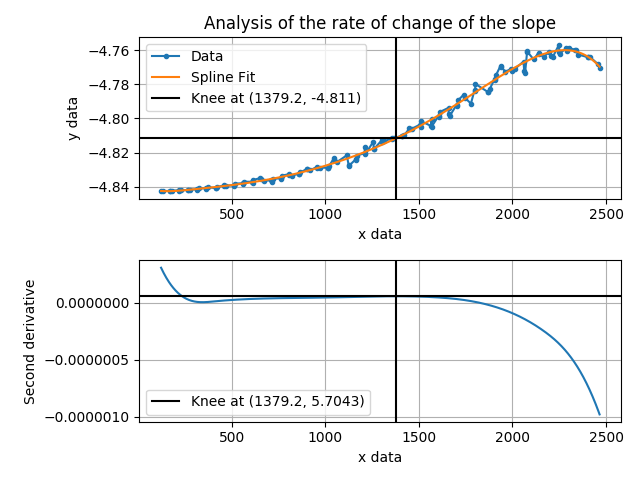 Analysis of the rate of change of the slope
−4.76
−4.78
−4.80
−4.82
−4.84
y data
Data
Spline Fit
Knee at (1379.2, -4.811)
500
1000
1500
2000
2500
x data
0.0000000
−0.0000005
−0.0000010
Second derivative
Knee at (1379.2, 5.7043)
500
1000
1500
2000
2500
x data